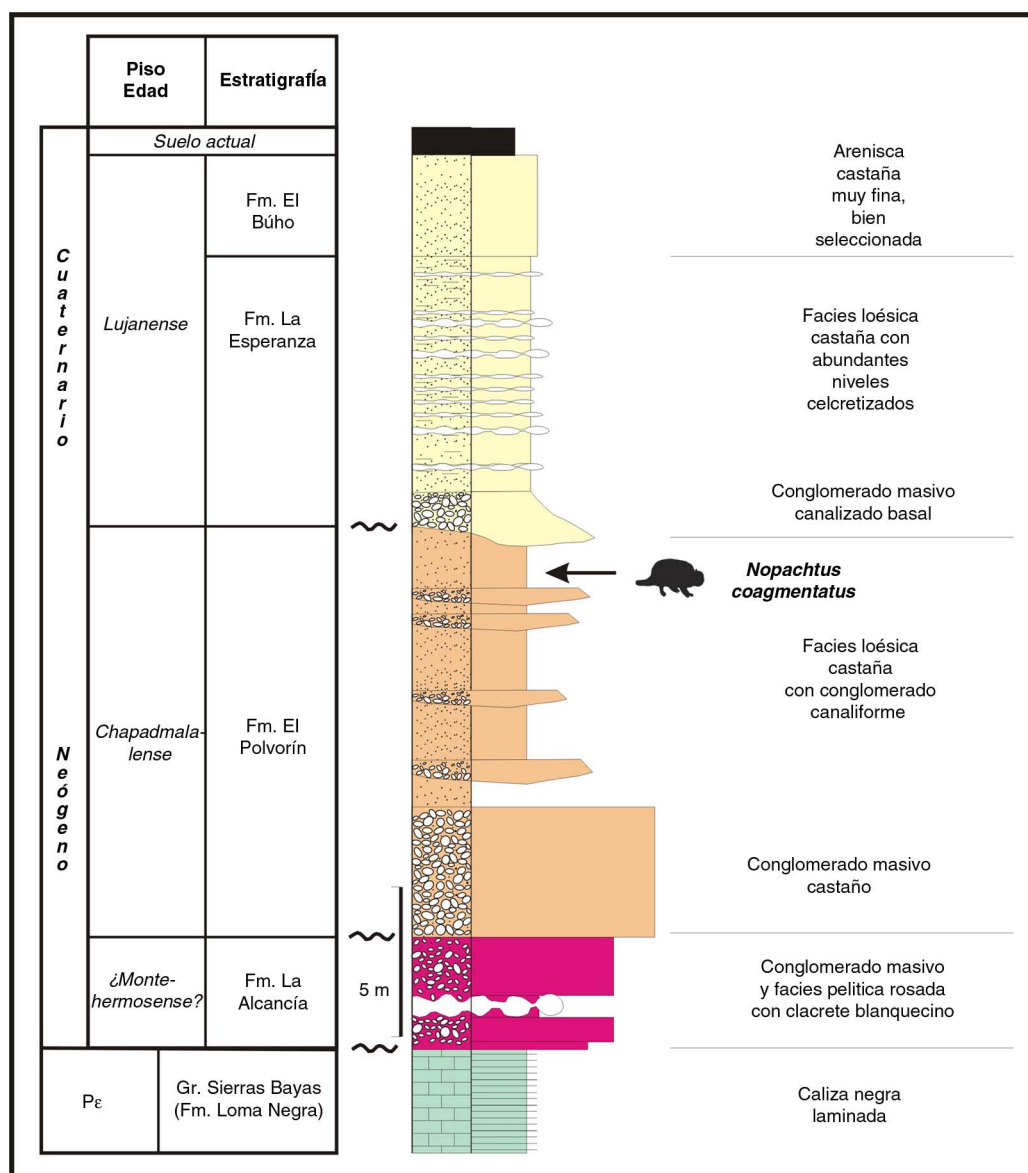 Piso
Edad
Estratigrafía
Suelo actual
Cuaternario
Lujanense
Fm. El
Búho
Fm. La
Esperanza
Neógeno
Chapadmala-
lense
Fm. El
Polvorín
¿Monte-
hermosense?
Fm. La
Alcancía
Pε
Gr. Sierras Bayas
(Fm. Loma Negra)
5 m
Arenisca
castaña
muy fina,
bien
seleccionada
Facies loésica
castaña con
abundantes
niveles
celcretizados
Conglomerado masivo
canalizado basal
Nopachtus
coagmentatus
Facies loésica
castaña
con conglomerado
canaliforme
Conglomerado masivo
castaño
Conglomerado masivo
y facies pelitica rosada
con clacrete blanquecino
Caliza negra
laminada